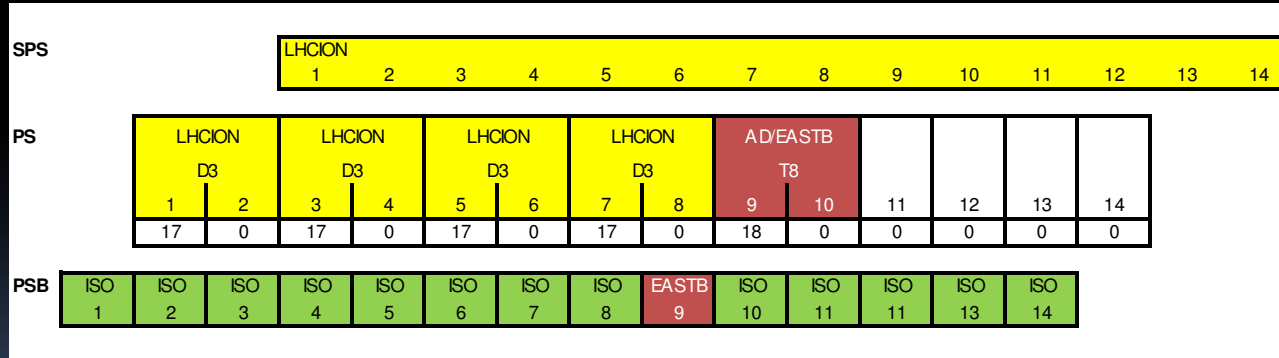 SPS
LHCION
1 2 3 4 5 6 7 8 9 10 11 12 13 14
PS
LHCION LHCION LHCION LHCION AD/EASTB
D3 D3 D3 D3 T8
1 2 3 4 5 6 7 8 9 10 11 12 13 14
17 0 17 0 17 0 17 0 18 0 0 0 0 0
PSB ISO ISO ISO ISO ISO ISO ISO ISO EASTB ISO ISO ISO ISO ISO
1 2 3 4 5 6 7 8 9 10 11 11 13 14